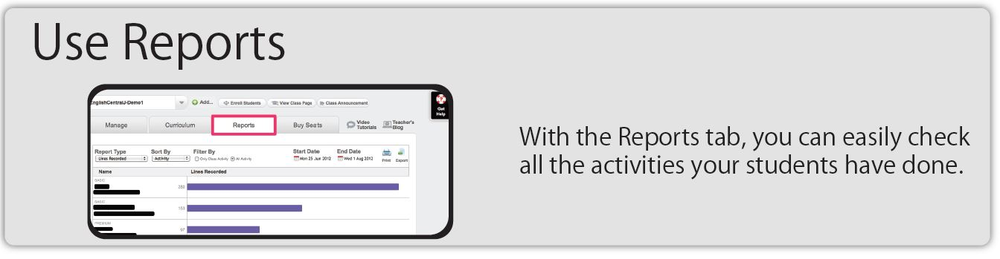 Use Reports
EnglishCentralJ-Demo1
Add...
Enroll Students
View Class Page
Class Announcement
Get
Help
Manage
Curriculum
Reports
Buy Seats
Video
Tutorials
Teacher's
Blog
Report Type
Sort By
Filter By
Start Date
End Date
Lines Recorded
Activity
Only Class Activity
All Activity
Mon 25 Jun 2012
Wed 1 Aug 2012
Print
Export
Name
Lines Recorded
BASIC
280
BASIC
153
PREMIUM
97
With the Reports tab, you can easily check
all the activities your students have done.